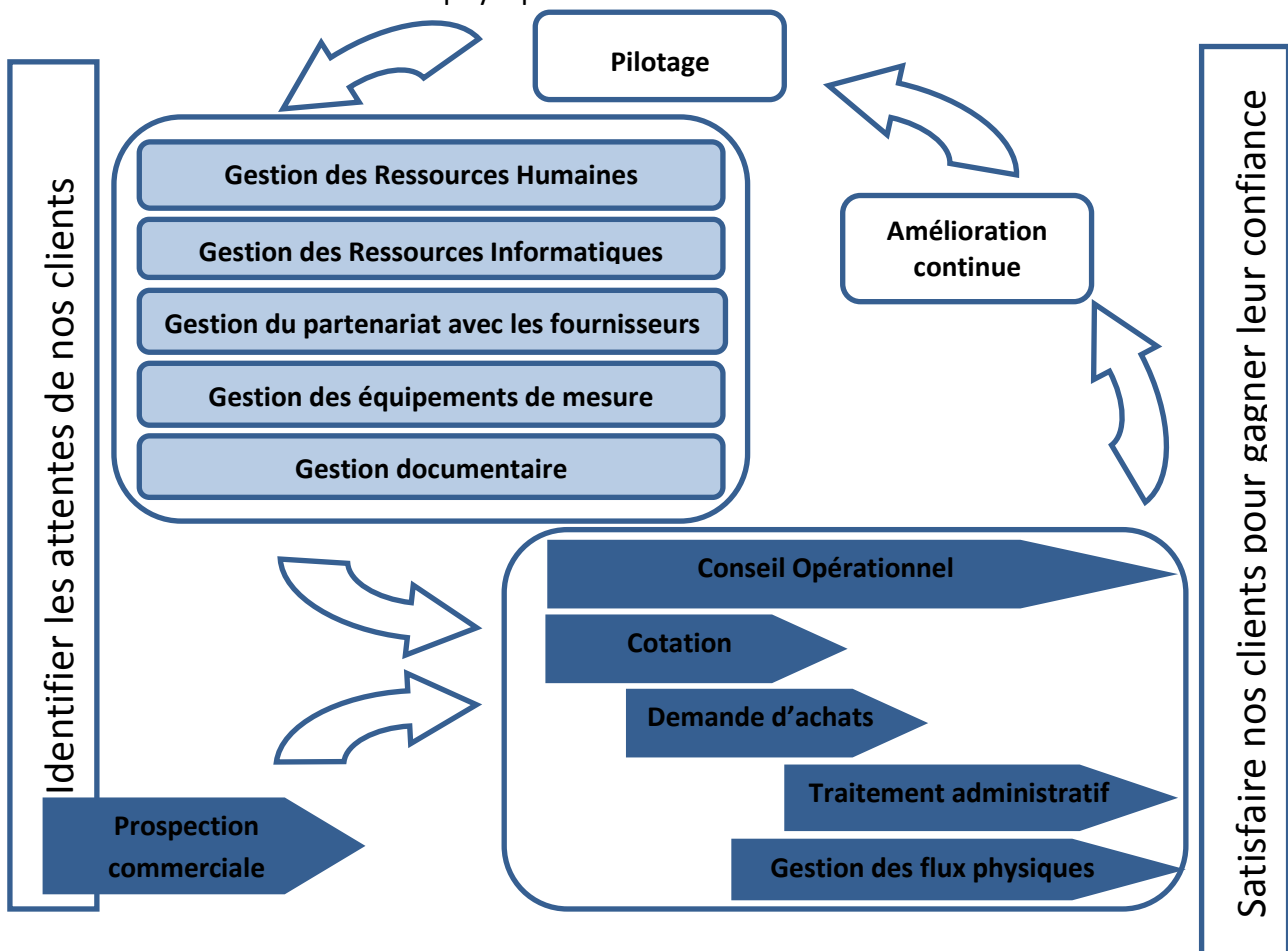 Pilotage
Identifier les attentes de nos clients
Gestion des Ressources Humaines
Gestion des Ressources Informatiques
Gestion du partenariat avec les fournisseurs
Gestion des équipements de mesure
Gestion documentaire
Amélioration
continue
Satisfaire nos clients pour gagner leur confiance
Conseil Opérationnel
Cotation
Demande d'achats
Traitement administratif
Gestion des flux physiques
Prospection
commerciale